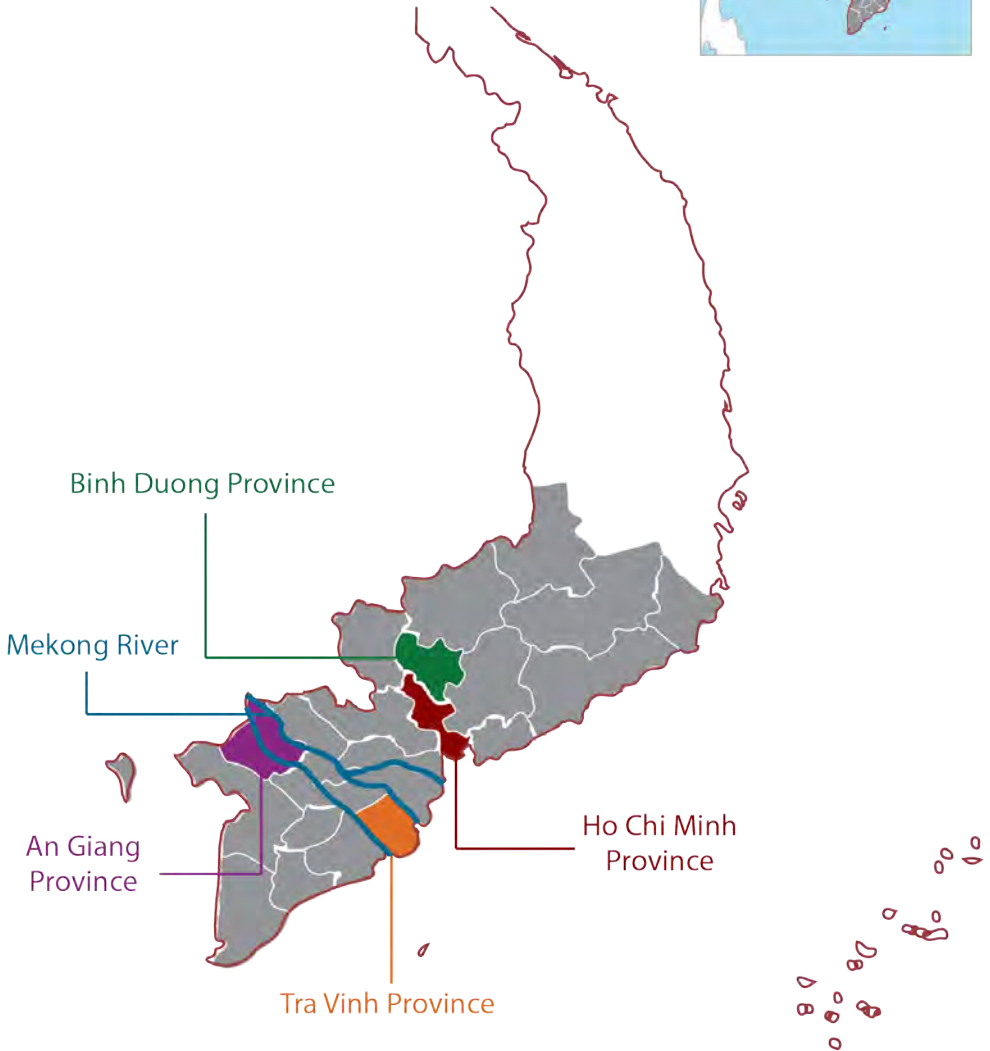 Binh Duong Province
Mekong River
An Giang
Province
Ho Chi Minh
Province
Tra Vinh Province